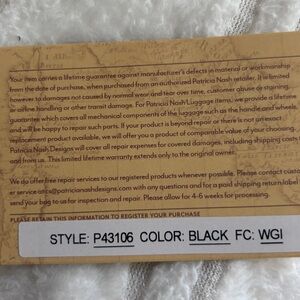 Your item carries a lifetime guarantee against manufacturer's defects in material or workmanship
from the date of purchase, when purchased from an authorized Patricia Nash retailer. It is limited
however to damages not caused by normal wear and tear over time, customer abuse or staining,
or airline handling or other transit damage. For Patricia Nash Luggage items, we provide a lifetime
guarantee which covers all mechanical components of the luggage such as the handle and wheels
and will be happy to repair such parts. If your product is beyond repair or there is not an exact
replacement product available, we will offer you a product of comparable value of your choosing.
Patricia Nash Designs will cover all repair expenses for covered damages, including shipping costs
and from us. This limited lifetime warranty extends only to the original owner.
We do offer free repair services to our registered products whenever possible. Please contact custo
er service@patricianashdesigns.com with any questions and for a paid shipping return label
send your bag to us for inspection and repair. Please allow for 4-6 weeks for processing.
PLEASE RETAIN THIS INFORMATION TO REGISTER YOUR PURCHASE
STYLE: P43106 COLOR: BLACK FC: WGI